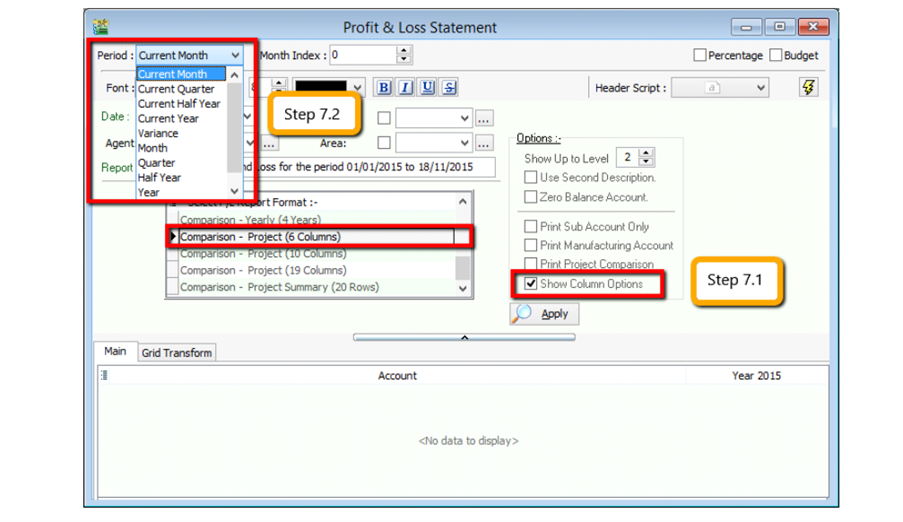 Profit & Loss Statement
Period : Current Month Month Index : 0 Percentage Budget
Current Month
Current Quarter
Current Half Year
Current Year
Variance
Month
Quarter
Half Year
Year
Font : B I U S Header Script : a
Step 7.2
Date :
Agent Area:
Report nd Loss for the period 01/01/2015 to 18/11/2015
Report Format :-
Comparison - Yearly (4 Years)
Comparison - Project (6 Columns)
Comparison - Project (10 Columns)
Comparison - Project (19 Columns)
Comparison - Project Summary (20 Rows)
Options :-
Show Up to Level 2
Use Second Description.
Zero Balance Account.
Print Sub Account Only
Print Manufacturing Account
Print Project Comparison
Show Column Options
Step 7.1
Apply
Main Grid Transform
Account Year 2015
<No data to display>